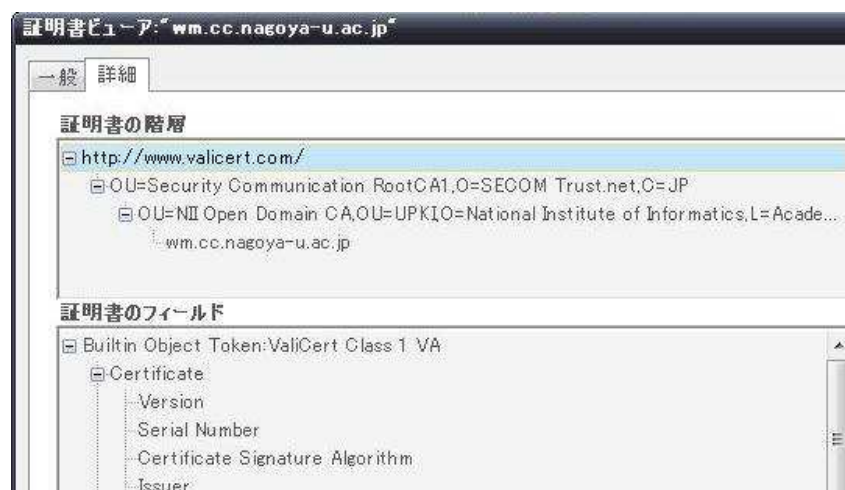 証明書ビューア:"wm.cc.nagoya-u.ac.jp"
一般 詳細
証明書の階層
http://www.valicert.com/
OU=Security Communication RootCA1,O=SECOM Trust.net,C=JP
OU=NII Open Domain CA,OU=UPKI,O=National Institute of Informatics,L=Acade...
wm.cc.nagoya-u.ac.jp
証明書のフィールド
Builtin Object Token:ValiCert Class 1 VA
Certificate
Version
Serial Number
Certificate Signature Algorithm
Issuer